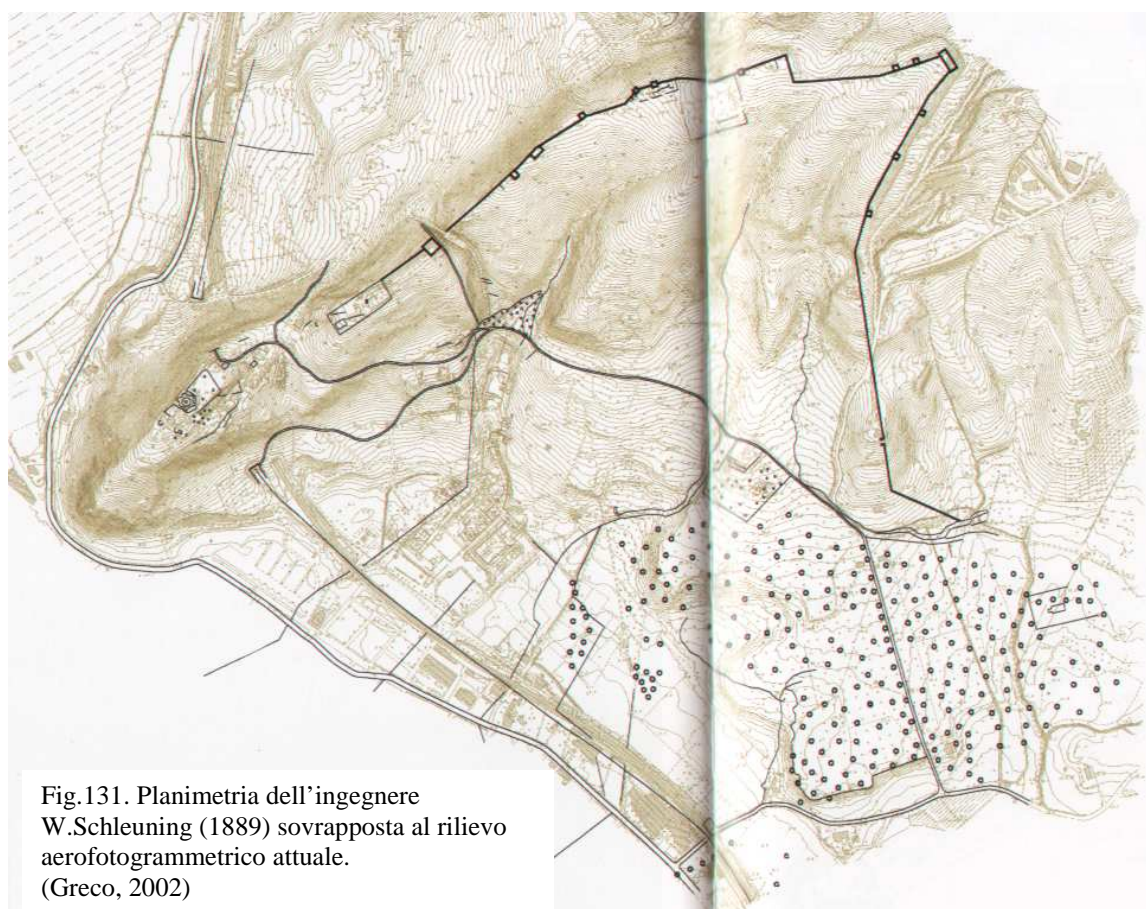 Fig.131. Planimetria dell’ingegnere
W.Schleuning (1889) sovrapposta al rilievo
aerofotogrammetrico attuale.
(Greco, 2002)